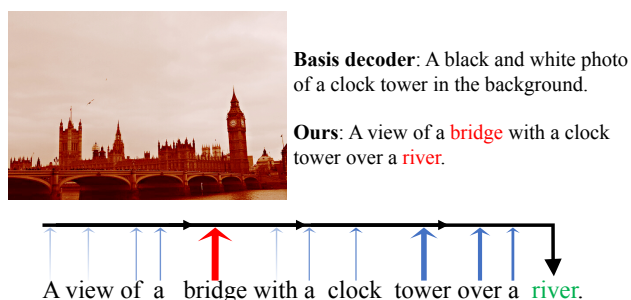 Basis decoder: A black and white photo
of a clock tower in the background.
Ours: A view of a bridge with a clock
tower over a river.
A view of a bridge with a clock tower over a river.